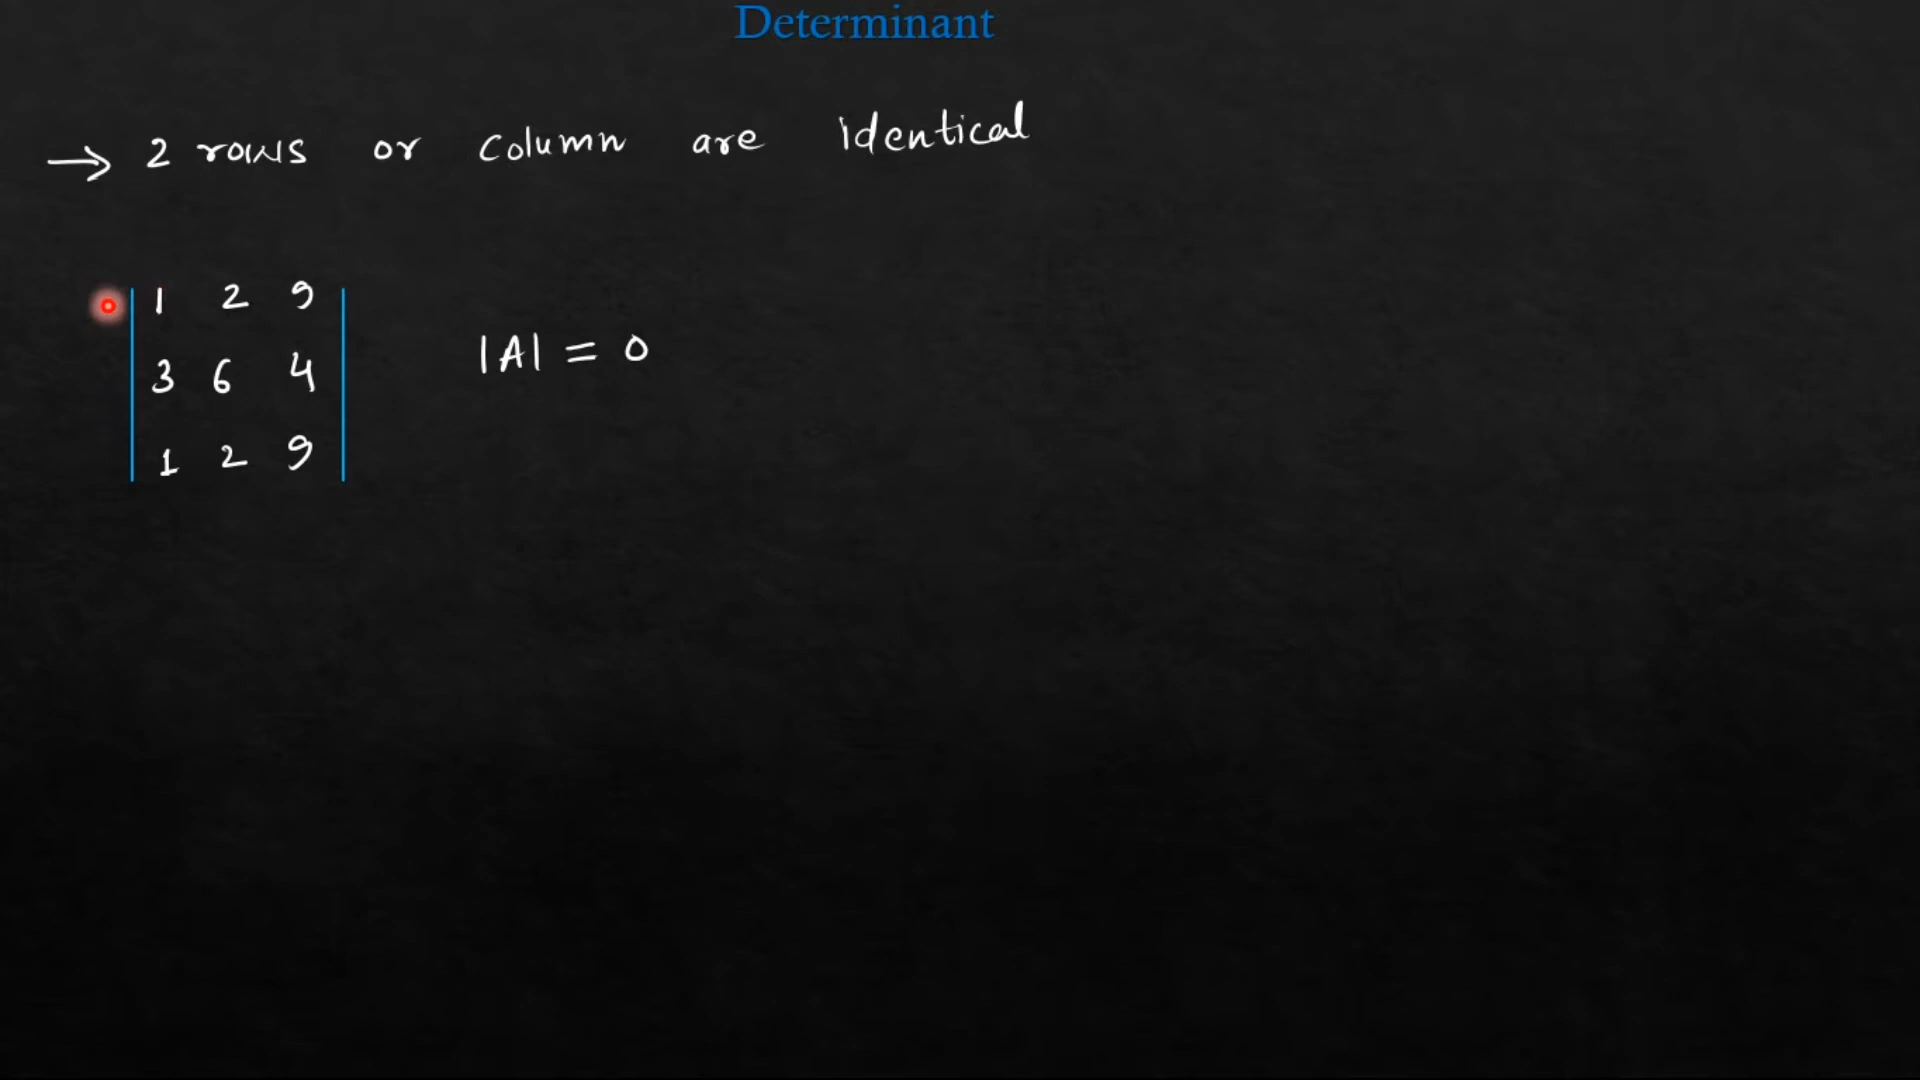 Determinant
→ 2 rows or column are identical
1 2 9
3 6 4 |A| = 0
1 2 9